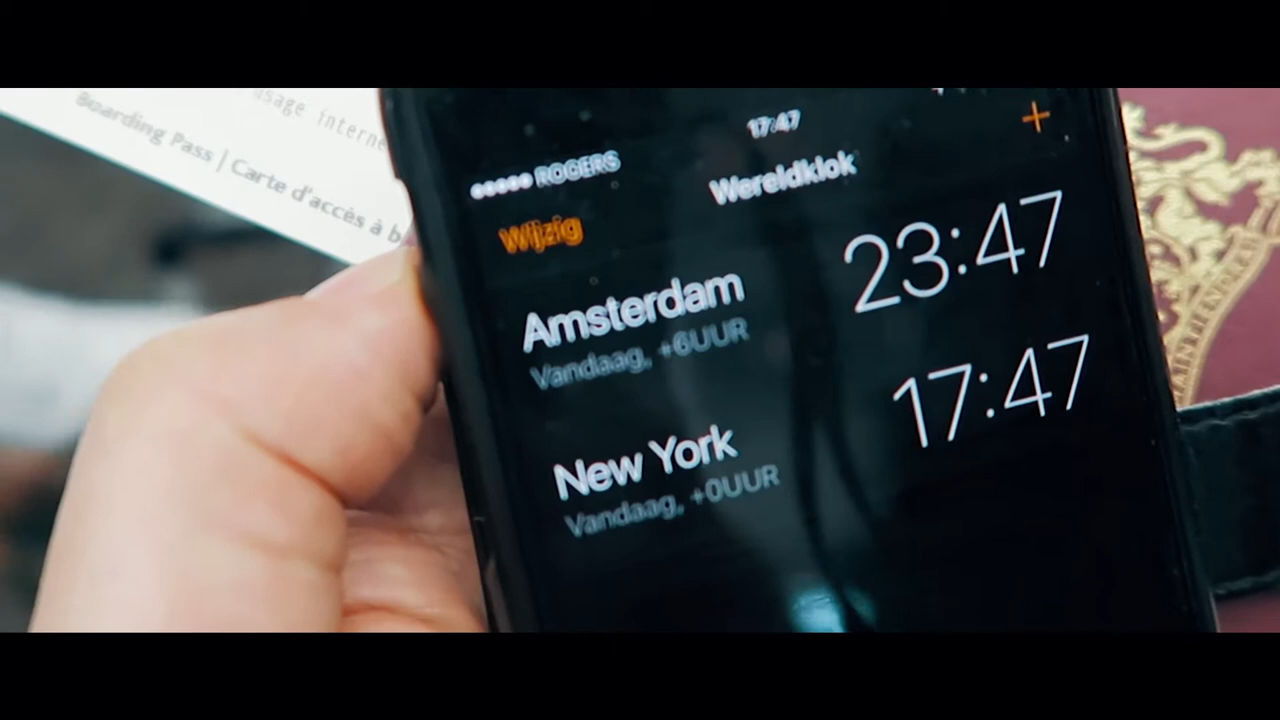 usage interne
Boarding Pass | Carte d'accès à b
17:47
ROGERS
Wereldklok
+
Wijzig
Amsterdam
23:47
Vandaag, +6UUR
New York
17:47
Vandaag, +0UUR